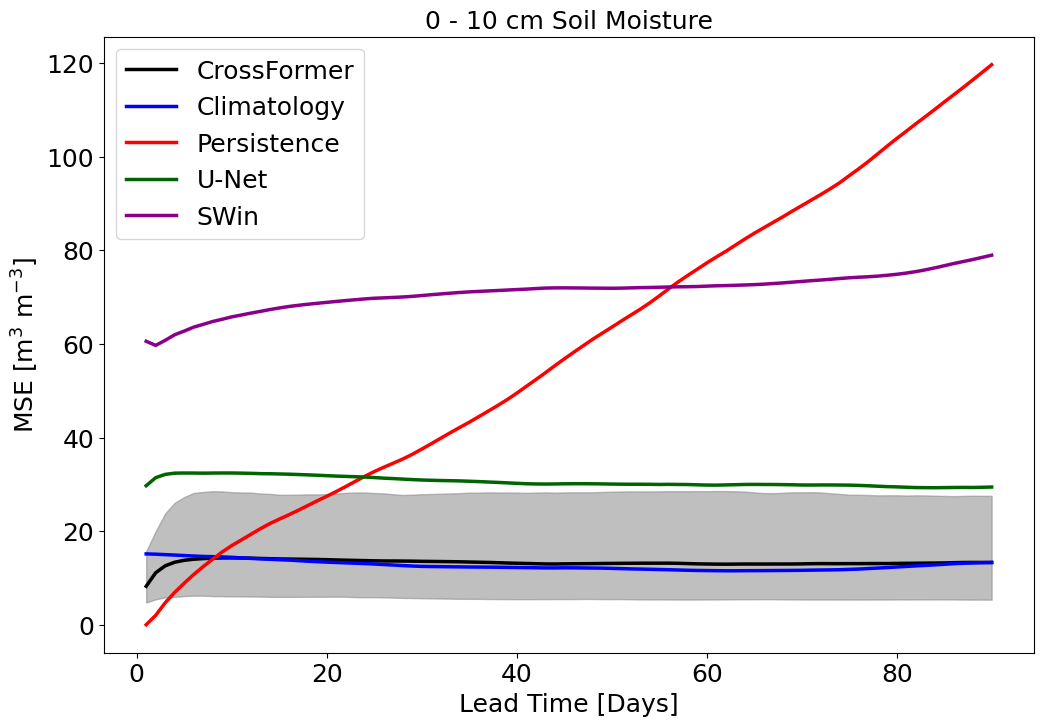 0 - 10 cm Soil Moisture
CrossFormer
Climatology
Persistence
U-Net
SWin
MSE [m³ m⁻³]
120
100
80
60
40
20
0
0 20 40 60 80
Lead Time [Days]